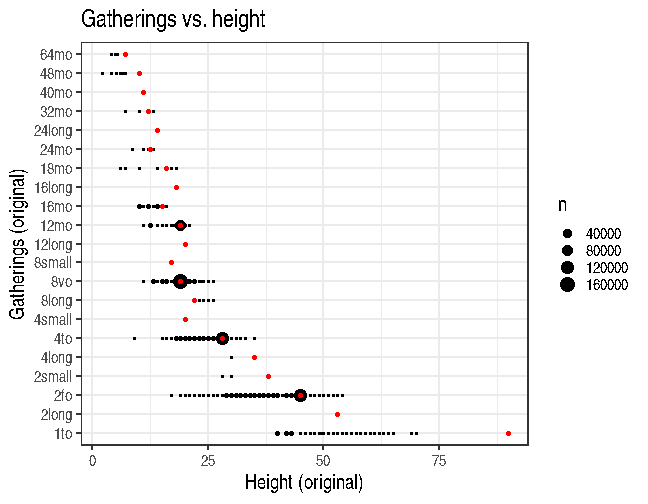 Gatherings vs. height
Gatherings (original)
64mo
48mo
40mo
32mo
24long
24mo
18mo
16long
16mo
12mo
12long
8small
8vo
8long
4small
4to
4long
2small
2fo
2long
1to
0 25 50 75
Height (original)
n
40000
80000
120000
160000